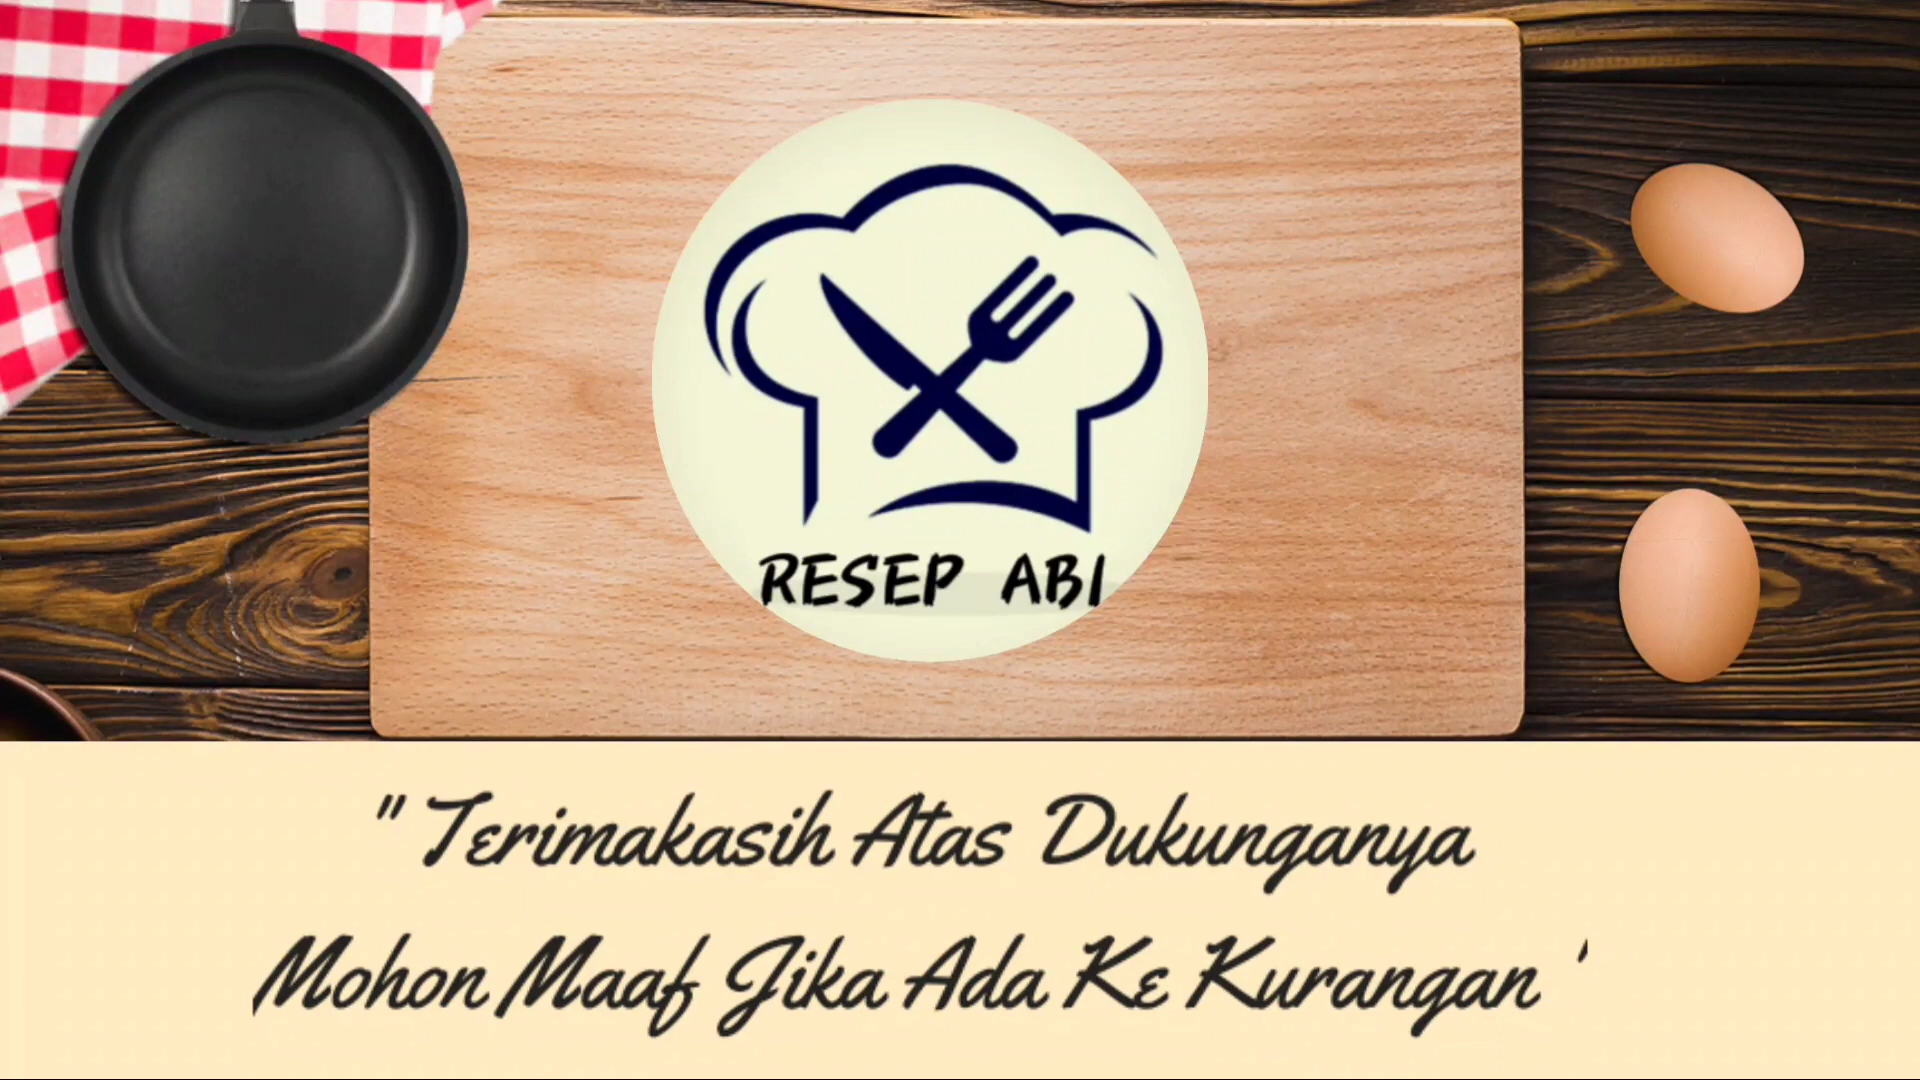 RESEP ABI
" Terimakasih Atas Dukunganya
Mohon Maaf Jika Ada Ke Kurangan '